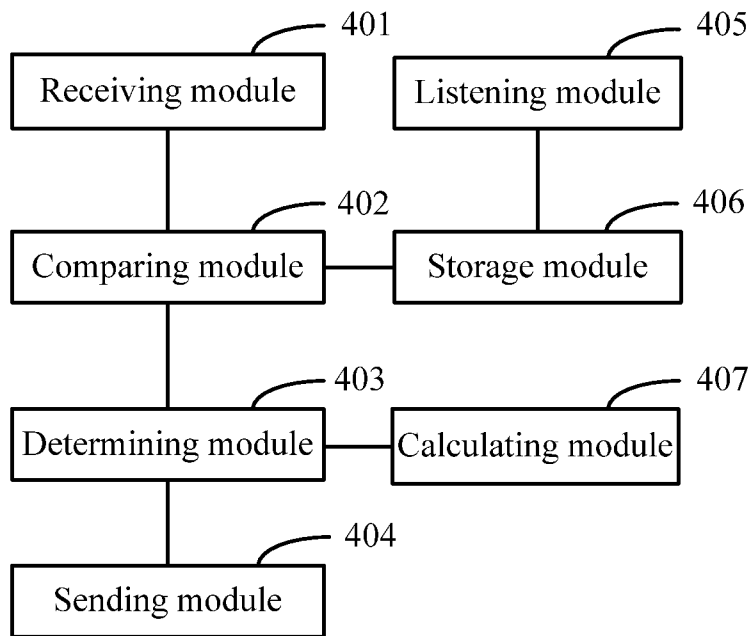 401
Receiving module
405
Listening module
402
Comparing module
406
Storage module
403
Determining module
407
Calculating module
404
Sending module